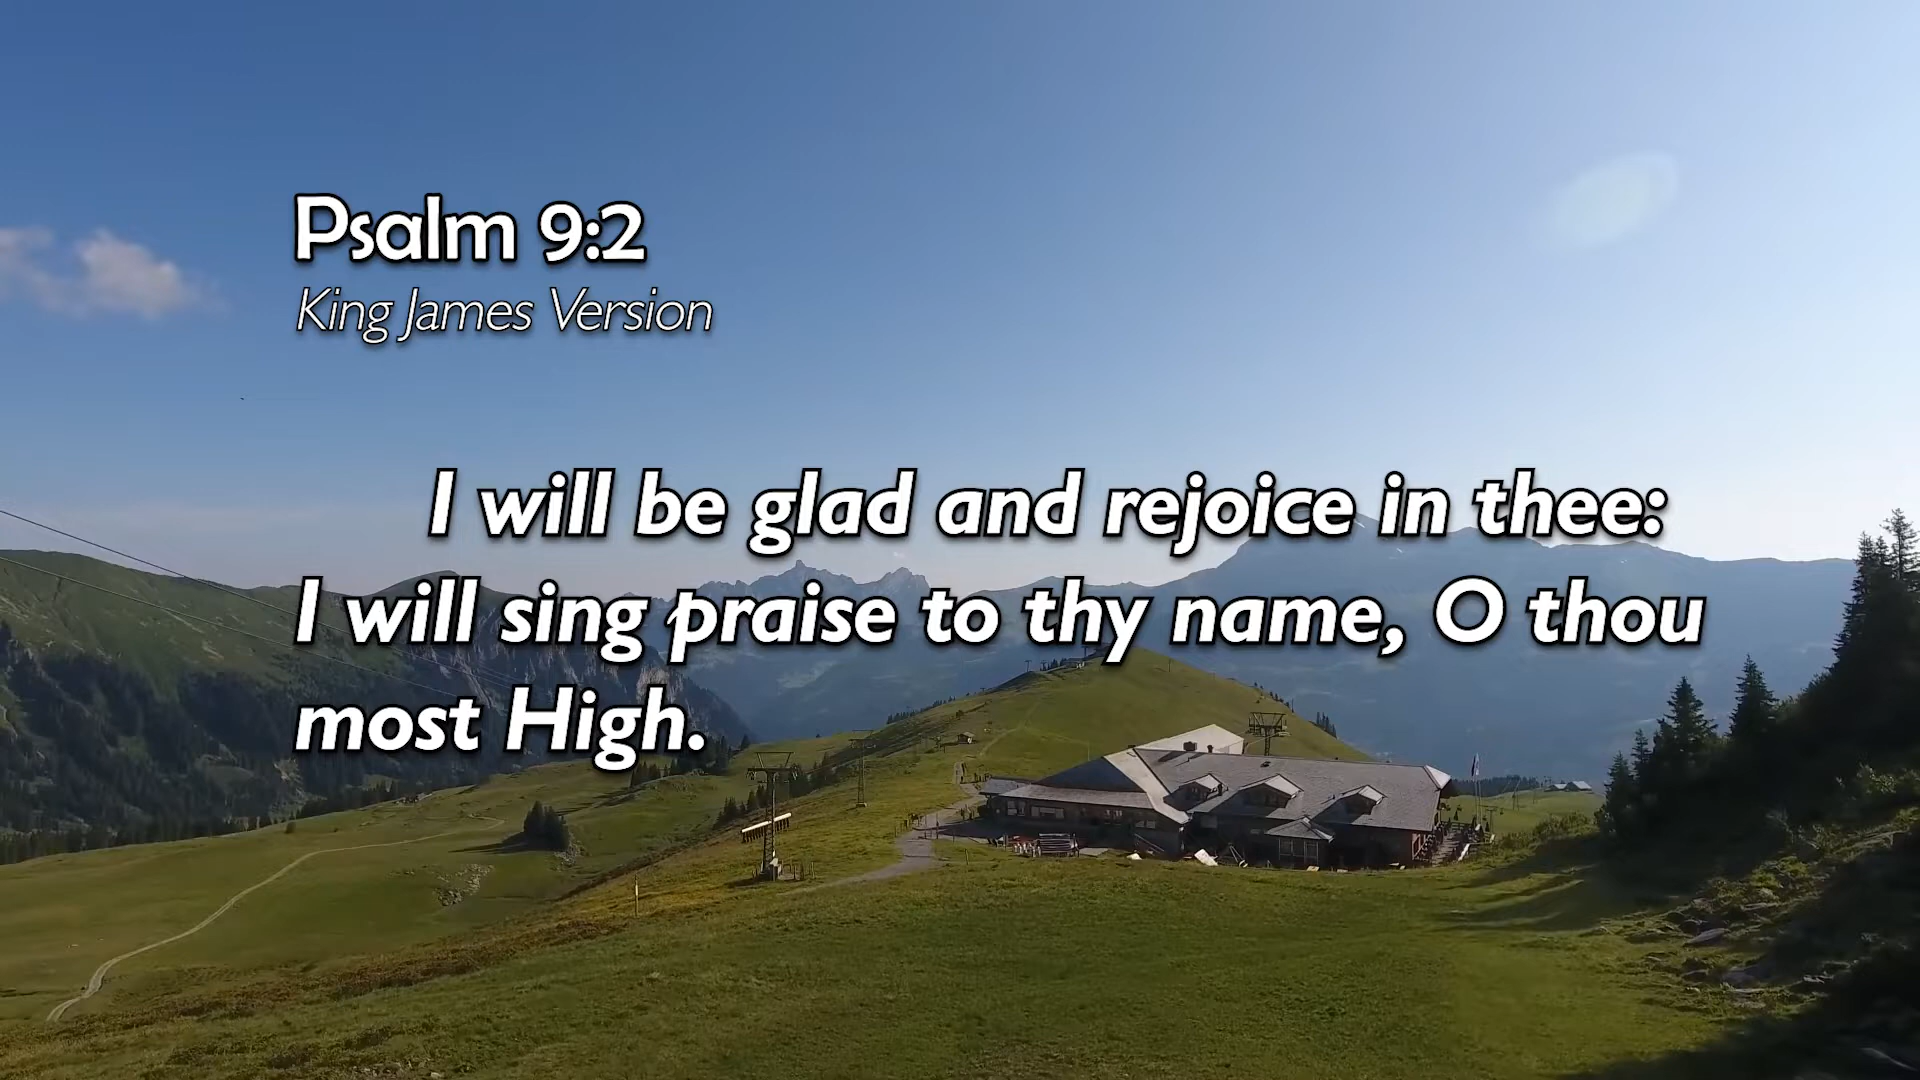 Psalm 9:2
King James Version
I will be glad and rejoice in thee:
I will sing praise to thy name, O thou
most High.